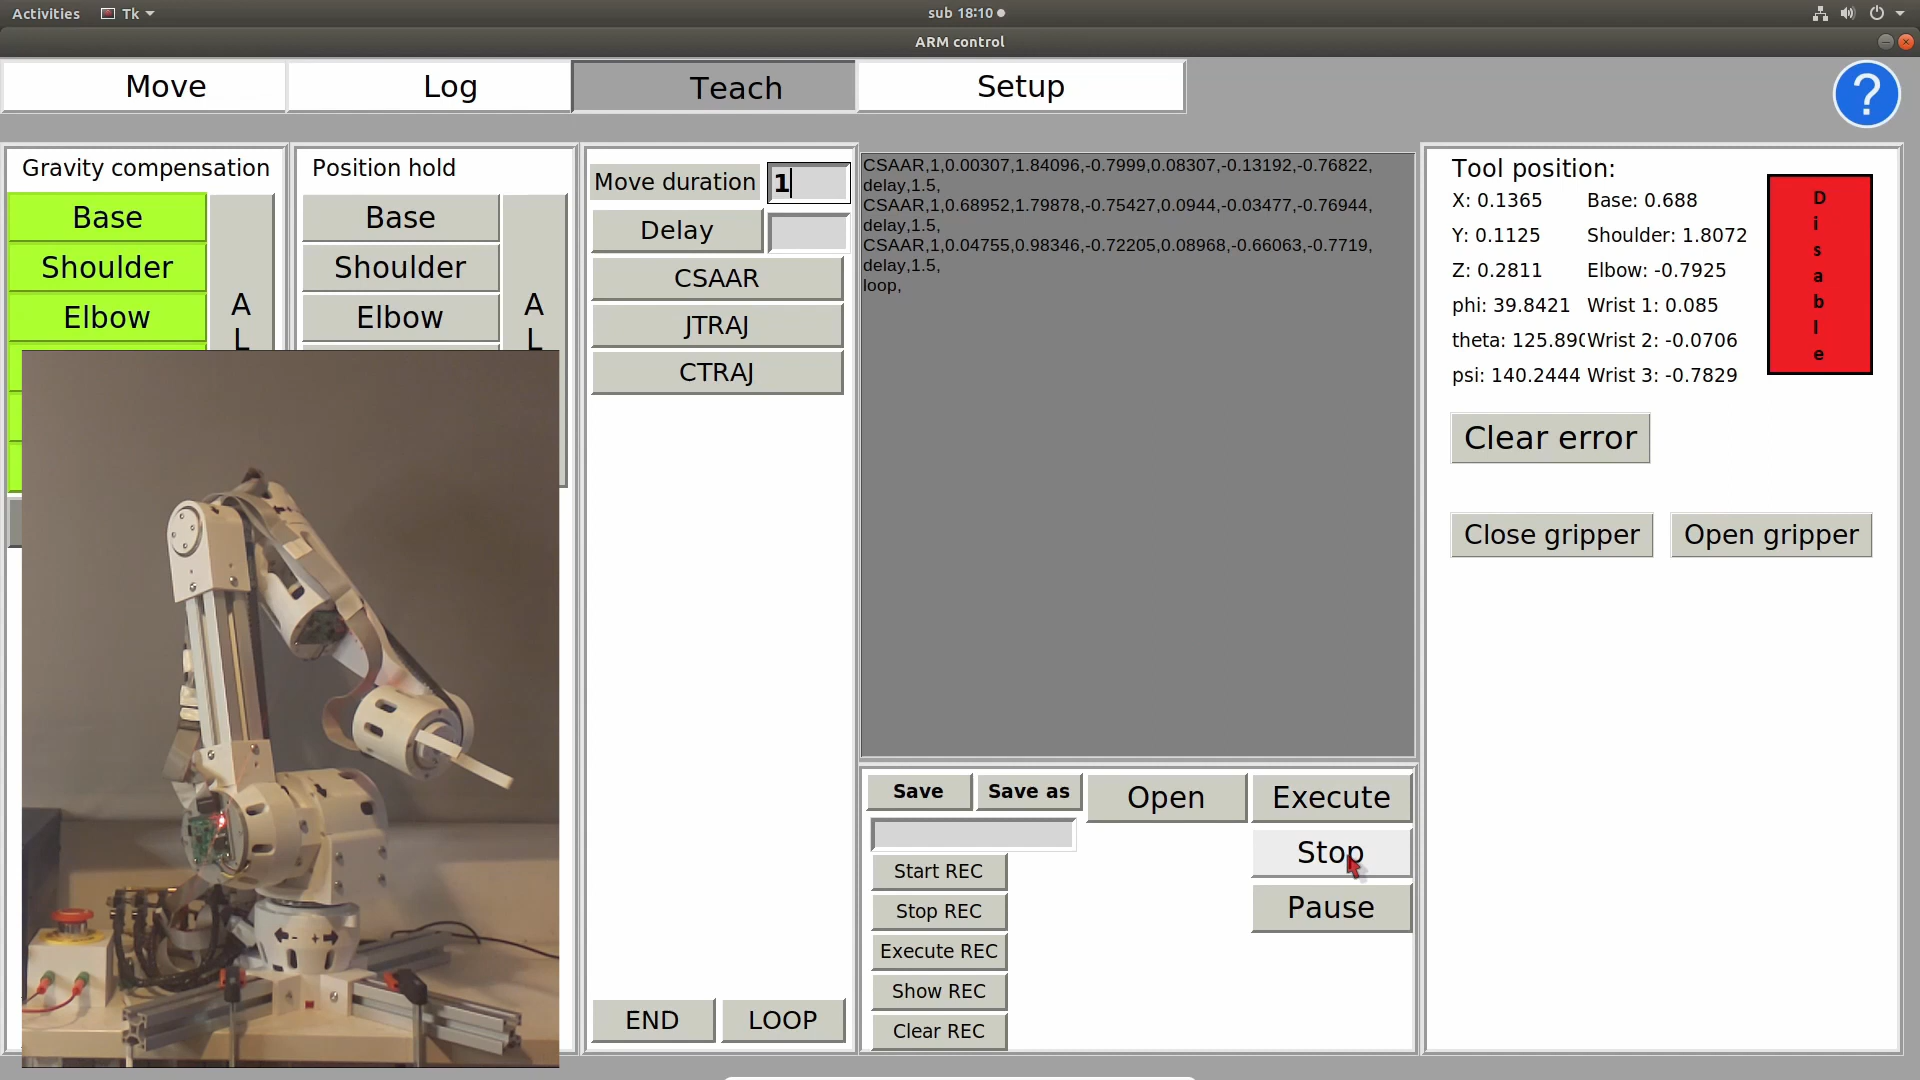 Activities
Tk
sub 18:10
ARM control
Move
Log
Teach
Setup
?
Gravity compensation
Base
Shoulder
Elbow
A
L
Position hold
Base
Shoulder
Elbow
A
L
Move duration 1
Delay
CSAAR
JTRAJ
CTRAJ
END
LOOP
CSAAR,1,0.00307,1.84096,-0.7999,0.08307,-0.13192,-0.76822,
delay,1.5,
CSAAR,1,0.68952,1.79878,-0.75427,0.0944,-0.03477,-0.76944,
delay,1.5,
CSAAR,1,0.04755,0.98346,-0.72205,0.08968,-0.66063,-0.7719,
delay,1.5,
loop,
Save
Save as
Open
Execute
Stop
Pause
Start REC
Stop REC
Execute REC
Show REC
Clear REC
Tool position:
X: 0.1365 Base: 0.688
Y: 0.1125 Shoulder: 1.8072
Z: 0.2811 Elbow: -0.7925
phi: 39.8421 Wrist 1: 0.085
theta: 125.890 Wrist 2: -0.0706
psi: 140.2444 Wrist 3: -0.7829
D
i
s
a
b
l
e
Clear error
Close gripper
Open gripper